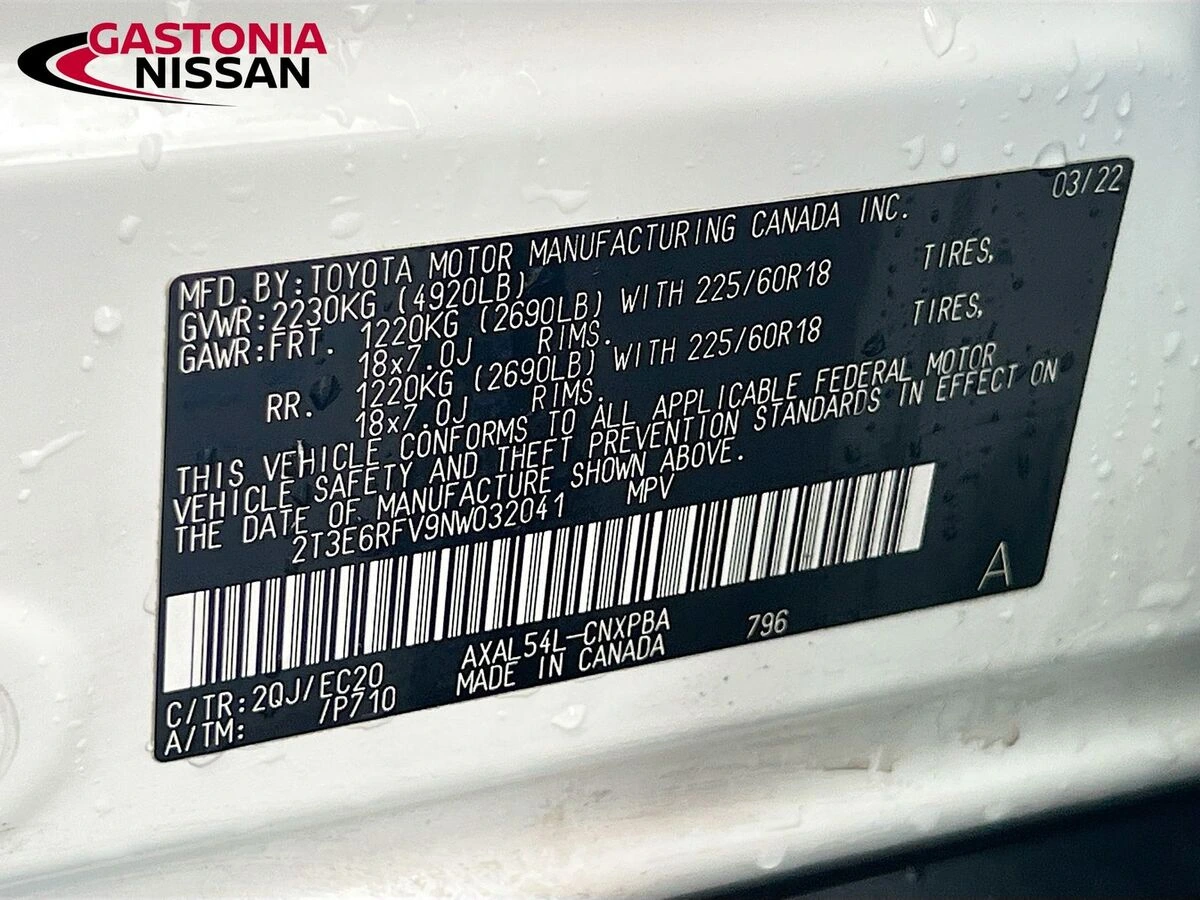 GASTONIA
NISSAN
03/22
MFD.BY:TOYOTA MOTOR MANUFACTURING CANADA INC.
GVWR:2230KG (4920LB)
GAWR:FRT. 1220KG (2690LB) WITH 225/60R18 TIRES,
18x7.0J RIMS.
RR. 1220KG (2690LB) WITH 225/60R18 TIRES,
18x7.0J RIMS.
THIS VEHICLE CONFORMS TO ALL APPLICABLE FEDERAL MOTOR
VEHICLE SAFETY AND THEFT PREVENTION STANDARDS IN EFFECT ON
THE DATE OF MANUFACTURE SHOWN ABOVE.
2T3E6RFV9NW032041 MPV
A
AXAL54L-CNXPBA 796
MADE IN CANADA
C/TR:2QJ/EC20
A/TM: /P710